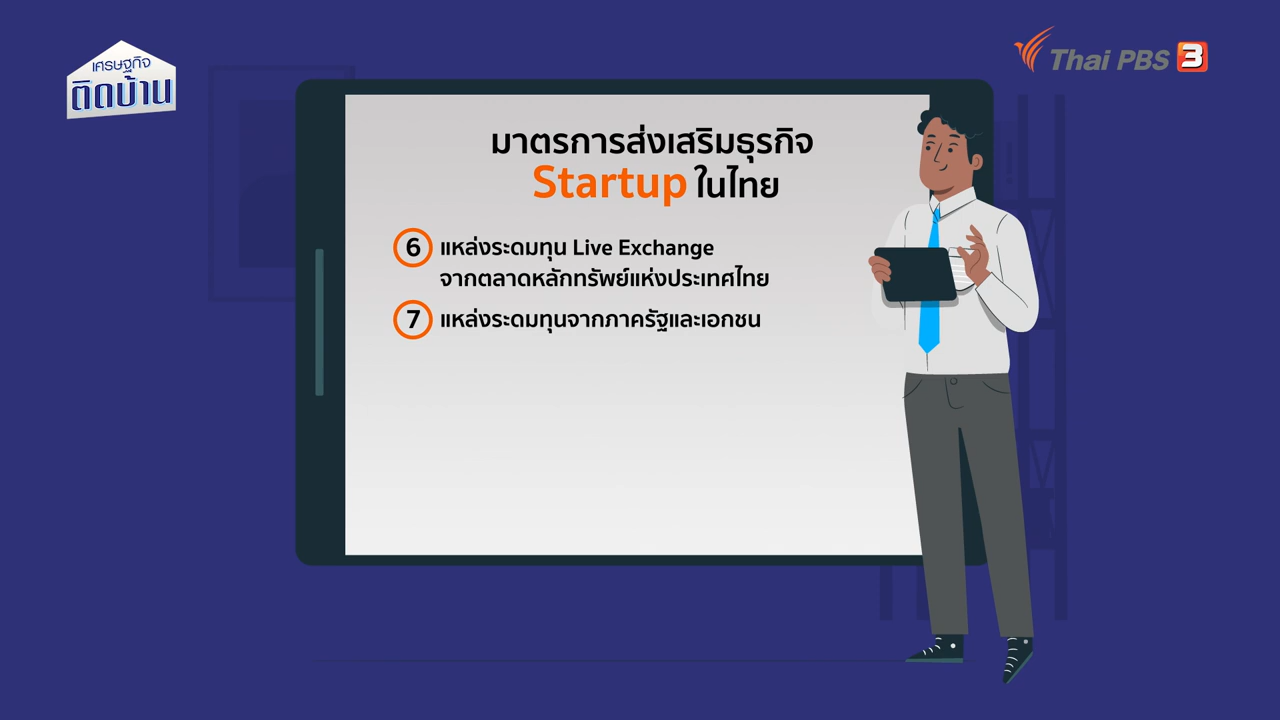 เศรษฐกิจ
ติดบ้าน
Thai PBS 3
มาตรการส่งเสริมธุรกิจ
Startup ในไทย
6 แหล่งระดมทุน Live Exchange
จากตลาดหลักทรัพย์แห่งประเทศไทย
7 แหล่งระดมทุนจากภาครัฐและเอกชน